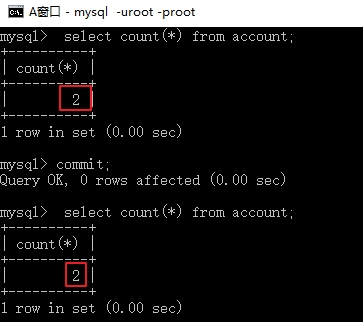 A窗口 - mysql  -uroot -proot
mysql>  select count(*) from account;
+----------+
| count(*) |
+----------+
|        2 |
+----------+
1 row in set (0.00 sec)
mysql> commit;
Query OK, 0 rows affected (0.00 sec)
mysql>  select count(*) from account;
+----------+
| count(*) |
+----------+
|        2 |
+----------+
1 row in set (0.00 sec)